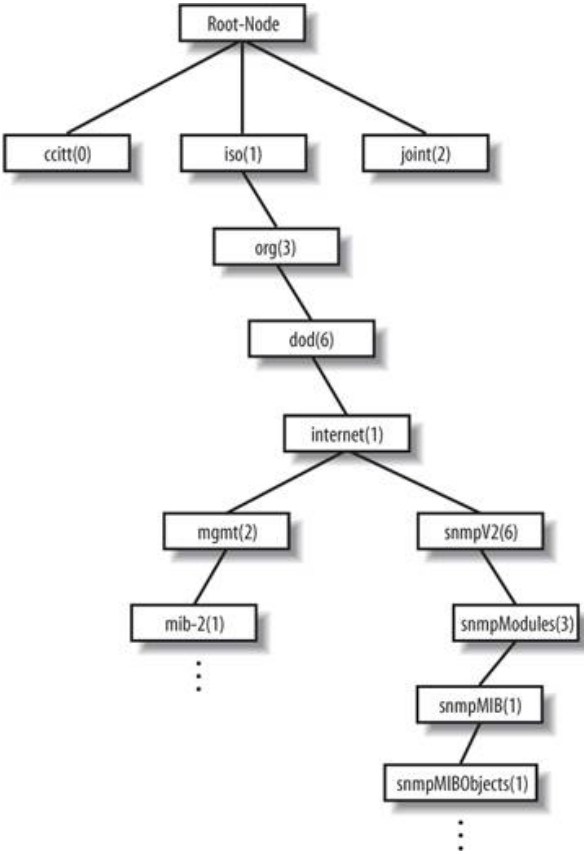 Root-Node
ccitt(0)
iso(1)
joint(2)
org(3)
dod(6)
internet(1)
mgmt(2)
snmpV2(6)
mib-2(1)
snmpModules(3)
snmpMIB(1)
snmpMIBObjects(1)